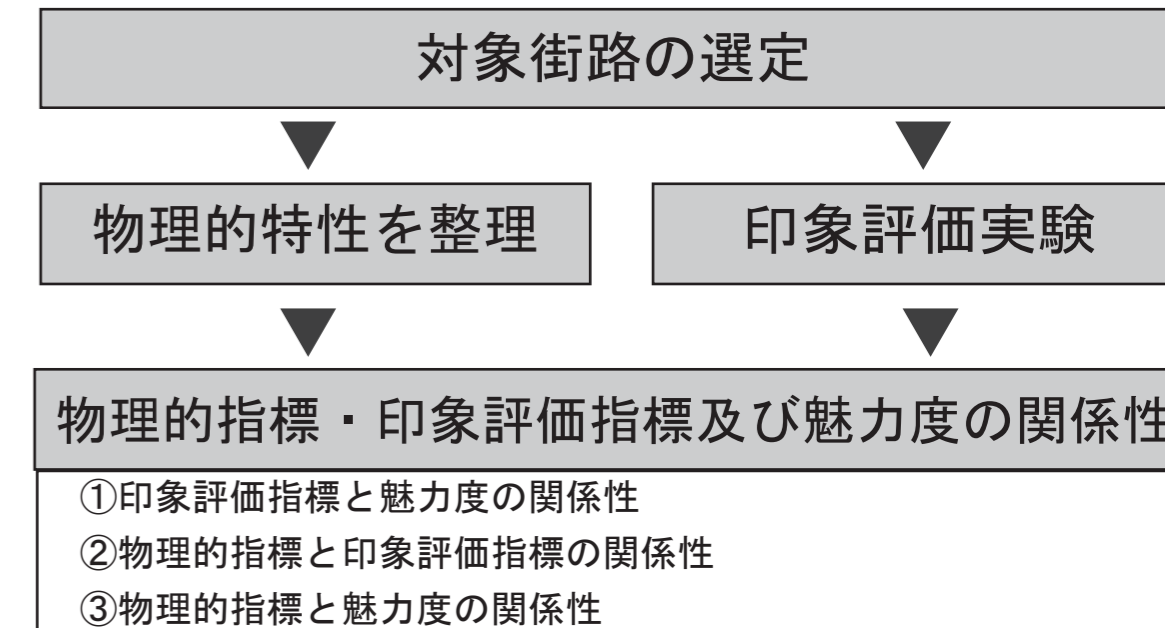 対象街路の選定
物理的特性を整理
印象評価実験
物理的指標・印象評価指標及び魅力度の関係性
①印象評価指標と魅力度の関係性
②物理的指標と印象評価指標の関係性
③物理的指標と魅力度の関係性